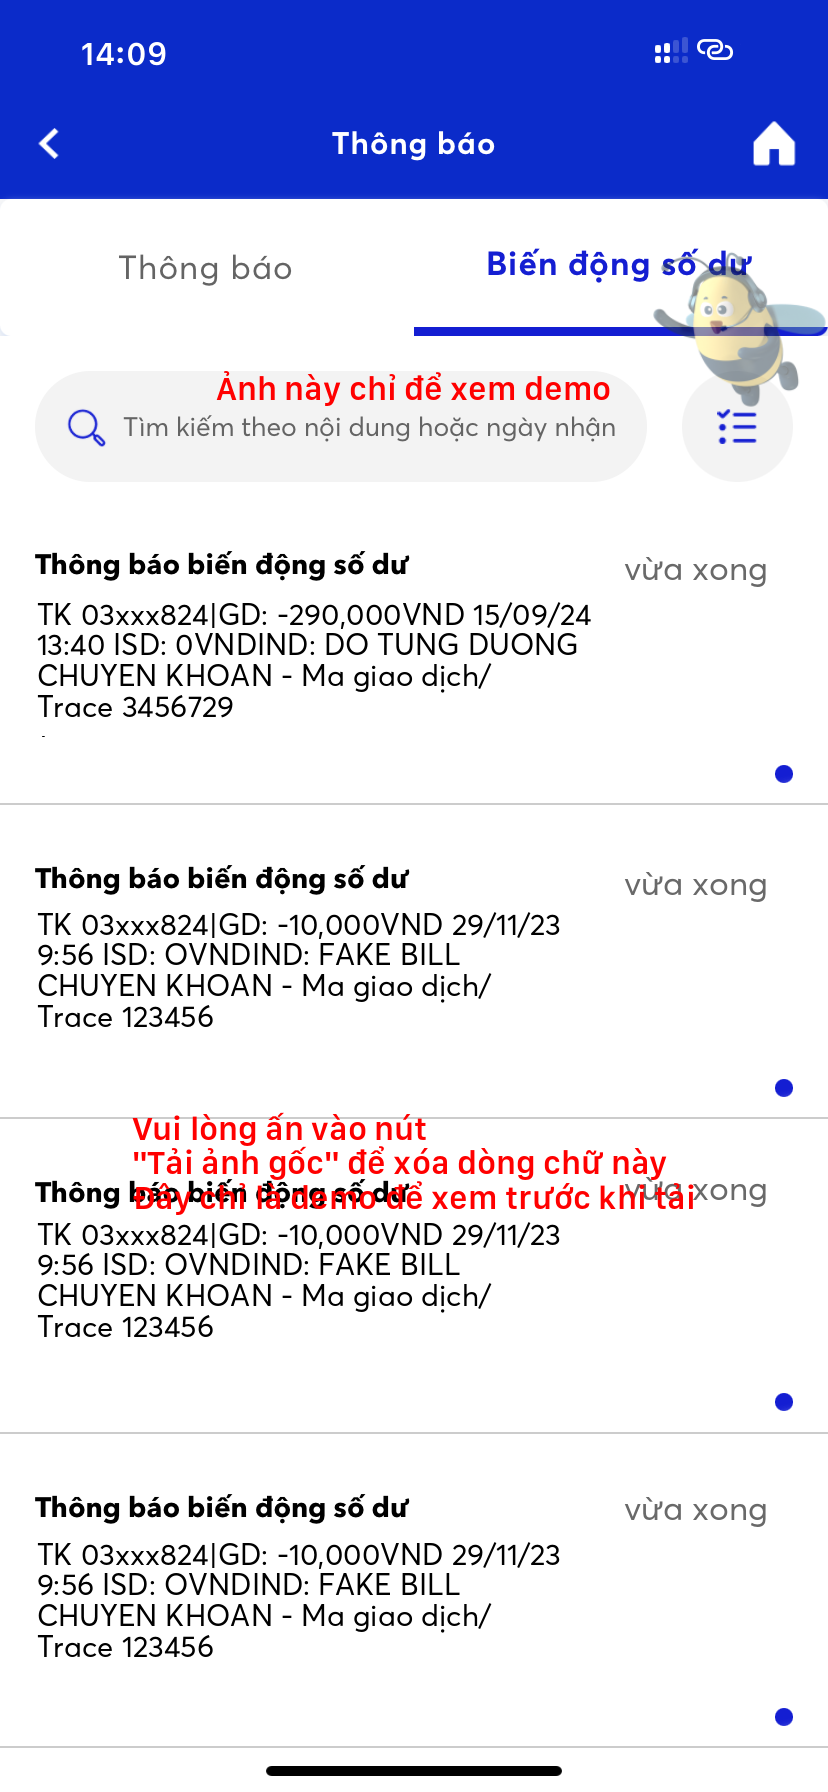 14:09
Thông báo
Thông báo
Biến động số dư
Ảnh này chỉ để xem demo
Tìm kiếm theo nội dung hoặc ngày nhận
Thông báo biến động số dư
vừa xong
TK 03xxx824|GD: -290,000VND 15/09/24
13:40 ISD: 0VNDIND: DO TUNG DUONG
CHUYEN KHOAN - Ma giao dịch/
Trace 3456729
Thông báo biến động số dư
vừa xong
TK 03xxx824|GD: -10,000VND 29/11/23
9:56 ISD: OVNDIND: FAKE BILL
CHUYEN KHOAN - Ma giao dịch/
Trace 123456
Vui lòng ấn vào nút
"Tải ảnh gốc" để xóa dòng chữ này
Đây chỉ là demo để xem trước khi tải
Thông báo biến động số dư
vừa xong
TK 03xxx824|GD: -10,000VND 29/11/23
9:56 ISD: OVNDIND: FAKE BILL
CHUYEN KHOAN - Ma giao dịch/
Trace 123456
Thông báo biến động số dư
vừa xong
TK 03xxx824|GD: -10,000VND 29/11/23
9:56 ISD: OVNDIND: FAKE BILL
CHUYEN KHOAN - Ma giao dịch/
Trace 123456